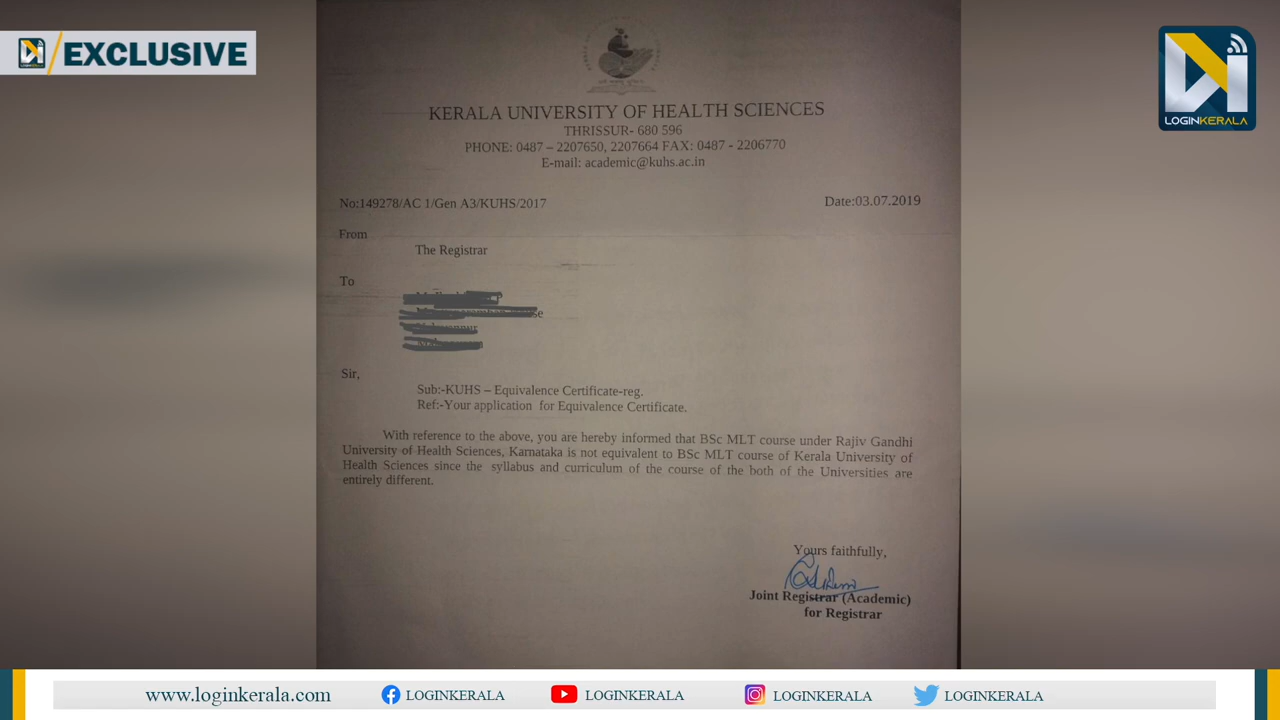 EXCLUSIVE
LOGINKERALA
KERALA UNIVERSITY OF HEALTH SCIENCES
THRISSUR- 680 596
PHONE: 0487 – 2207650, 2207664 FAX: 0487 - 2206770
E-mail: academic@kuhs.ac.in
No:149278/AC 1/Gen A3/KUHS/2017 Date:03.07.2019
From
The Registrar
To
Sir,
Sub:-KUHS – Equivalence Certificate-reg.
Ref:-Your application for Equivalence Certificate.
With reference to the above, you are hereby informed that BSc MLT course under Rajiv Gandhi
University of Health Sciences, Karnataka is not equivalent to BSc MLT course of Kerala University of
Health Sciences since the syllabus and curriculum of the course of the both of the Universities are
entirely different.
Yours faithfully,
Joint Registrar (Academic)
for Registrar
www.loginkerala.com LOGINKERALA LOGINKERALA LOGINKERALA LOGINKERALA